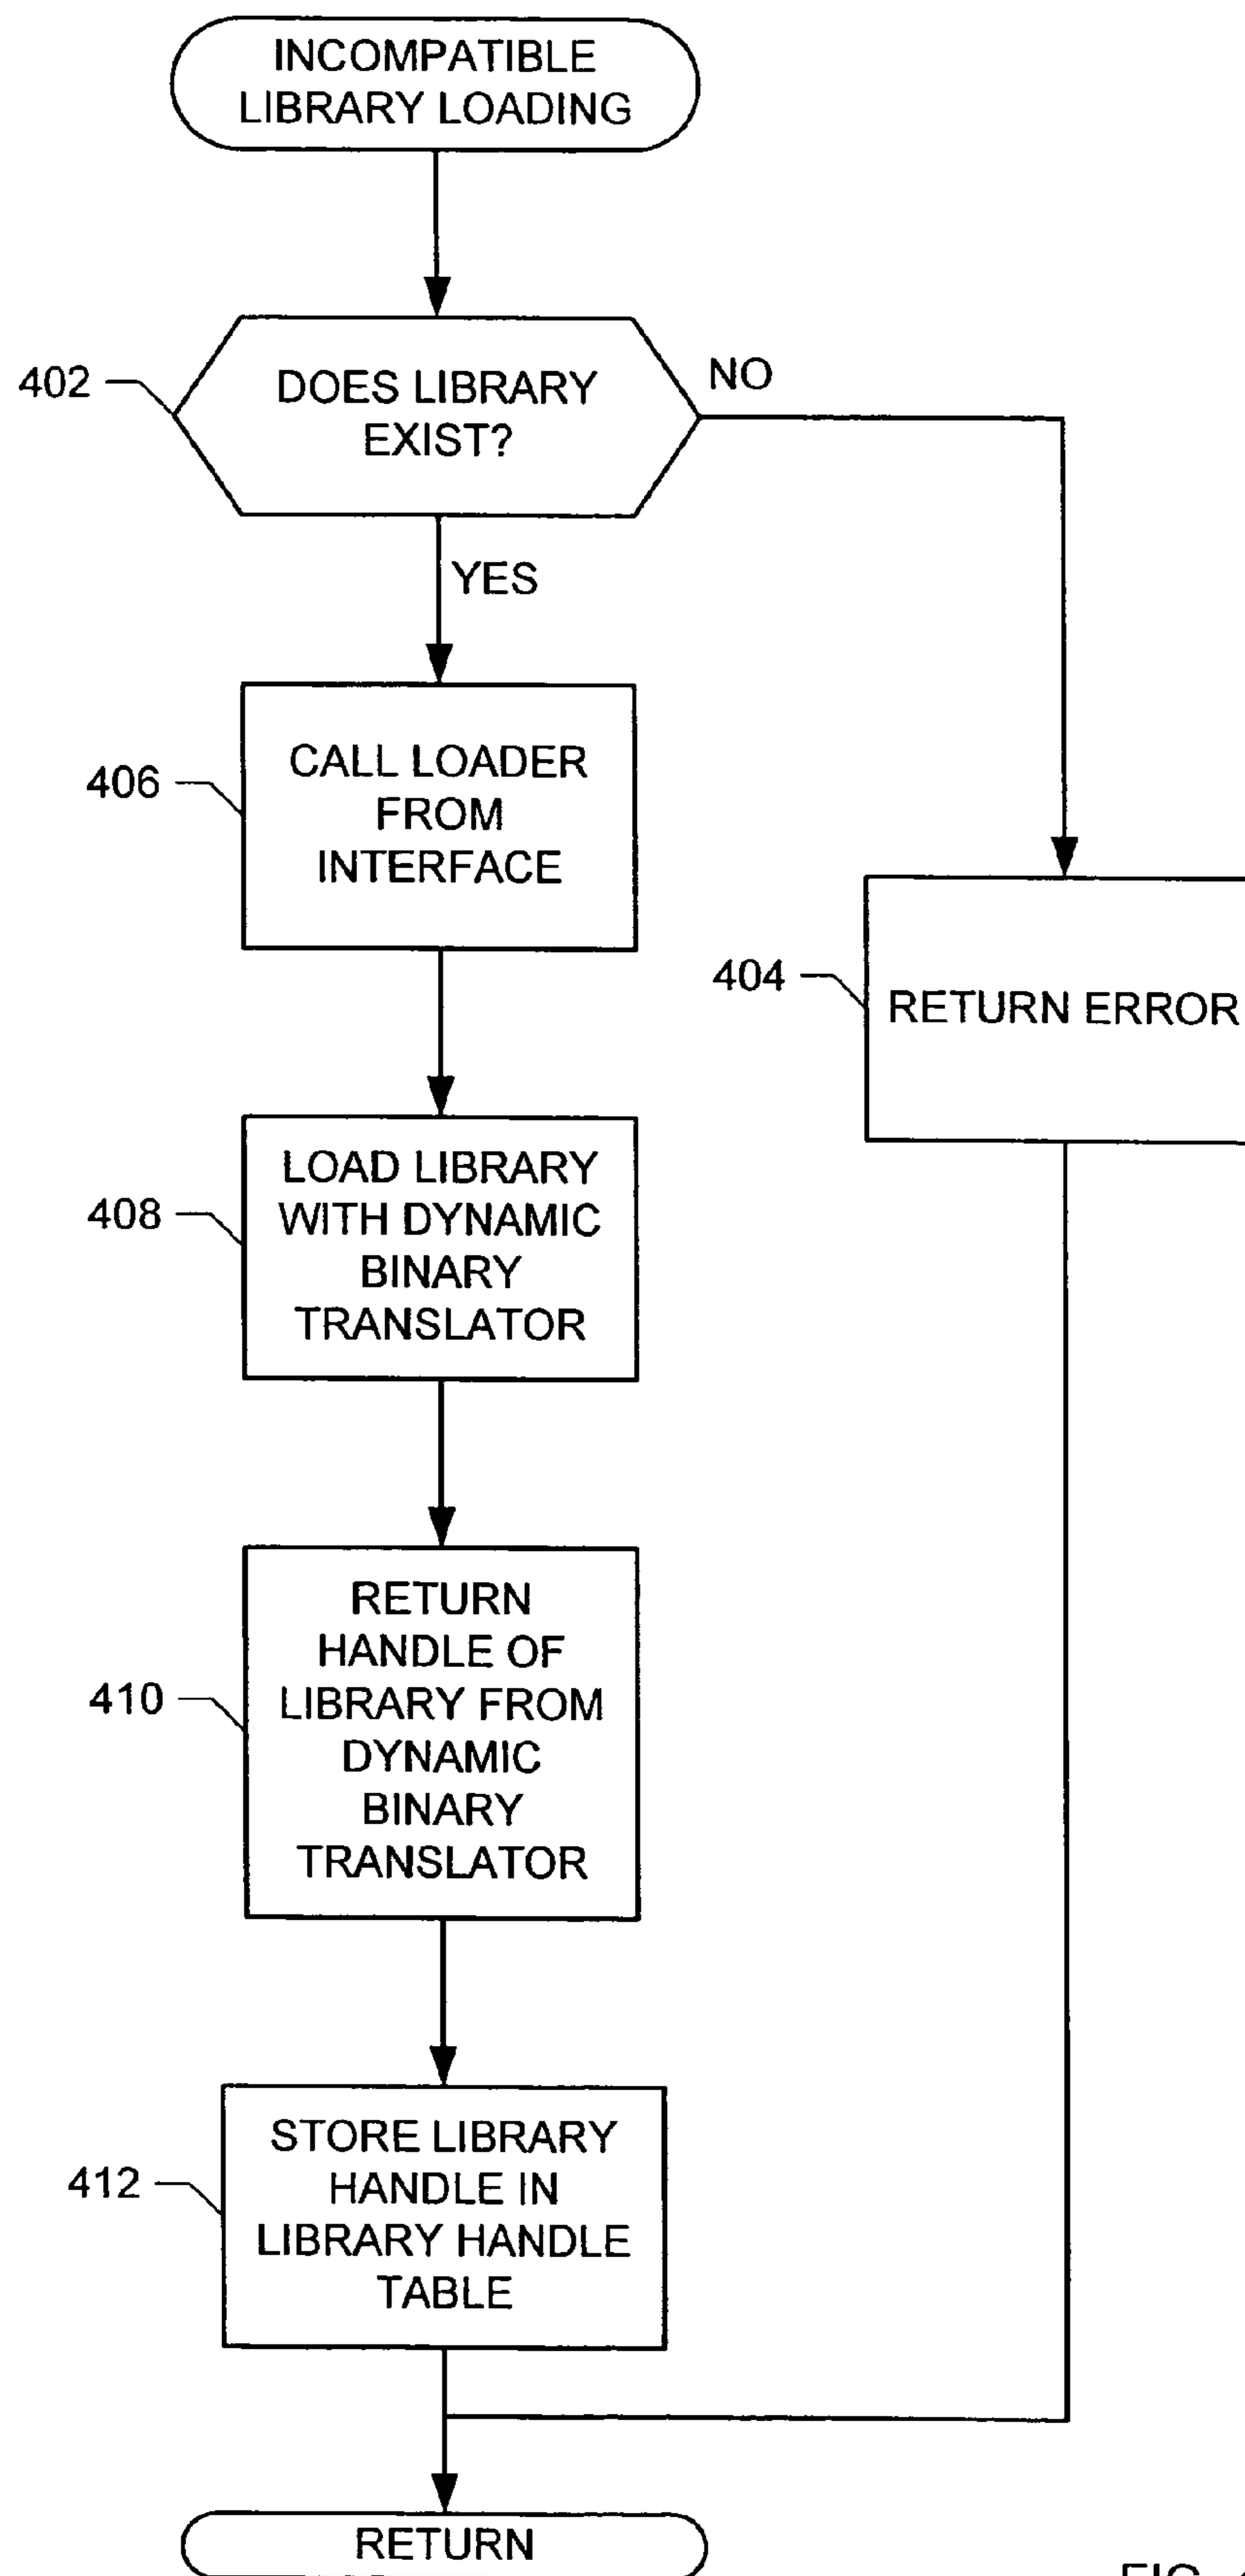 INCOMPATIBLE
LIBRARY LOADING
402
DOES LIBRARY
EXIST?
NO
YES
406
CALL LOADER
FROM
INTERFACE
404
RETURN ERROR
408
LOAD LIBRARY
WITH DYNAMIC
BINARY
TRANSLATOR
410
RETURN
HANDLE OF
LIBRARY FROM
DYNAMIC
BINARY
TRANSLATOR
412
STORE LIBRARY
HANDLE IN
LIBRARY HANDLE
TABLE
RETURN
FIG.